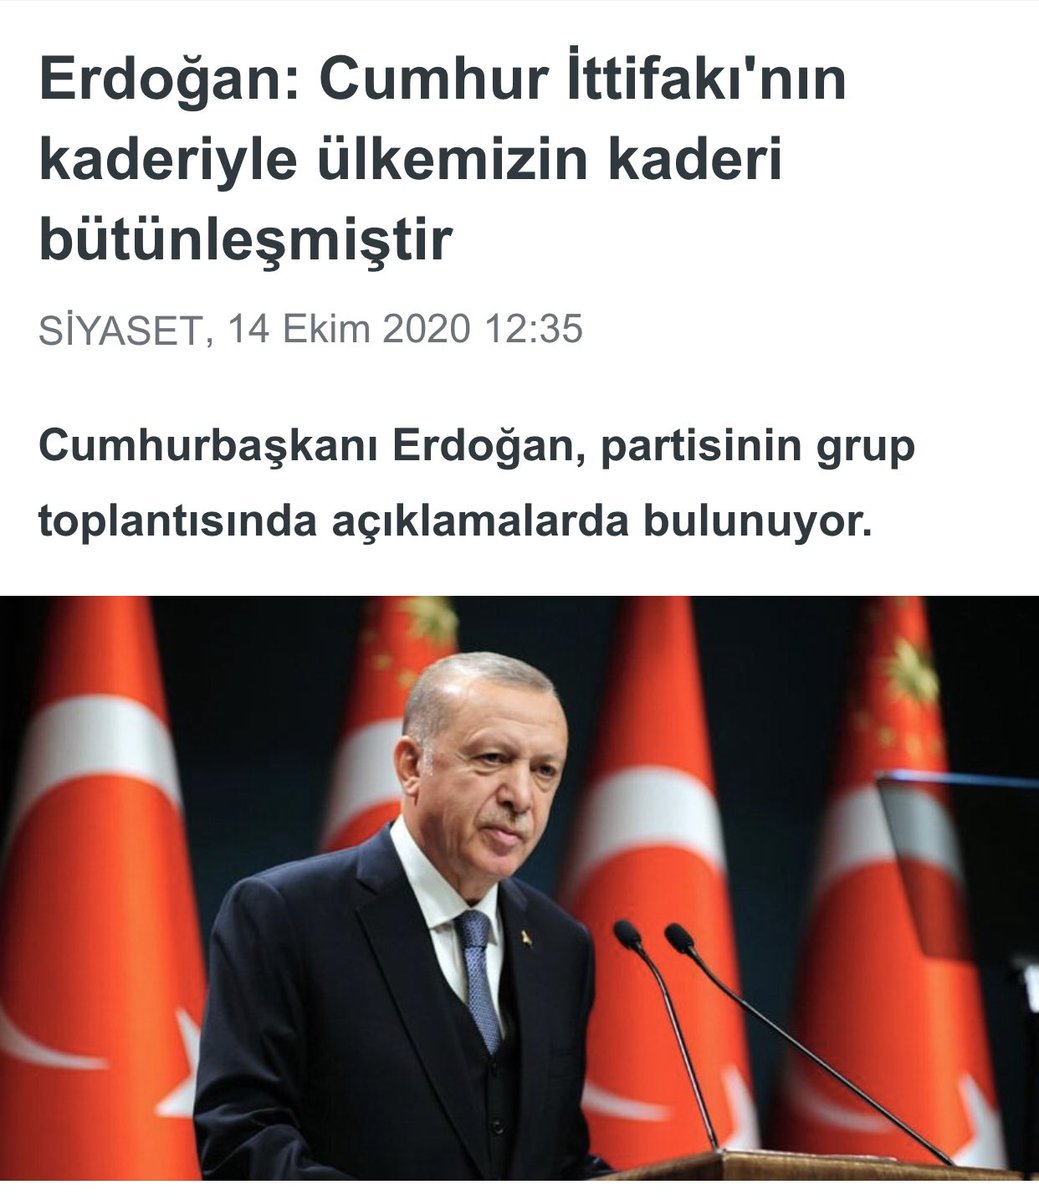 Erdoğan: Cumhur İttifakı'nın
kaderiyle ülkemizin kaderi
bütünleşmiştir
SİYASET, 14 Ekim 2020 12:35
Cumhurbaşkanı Erdoğan, partisinin grup
toplantısında açıklamalarda bulunuyor.